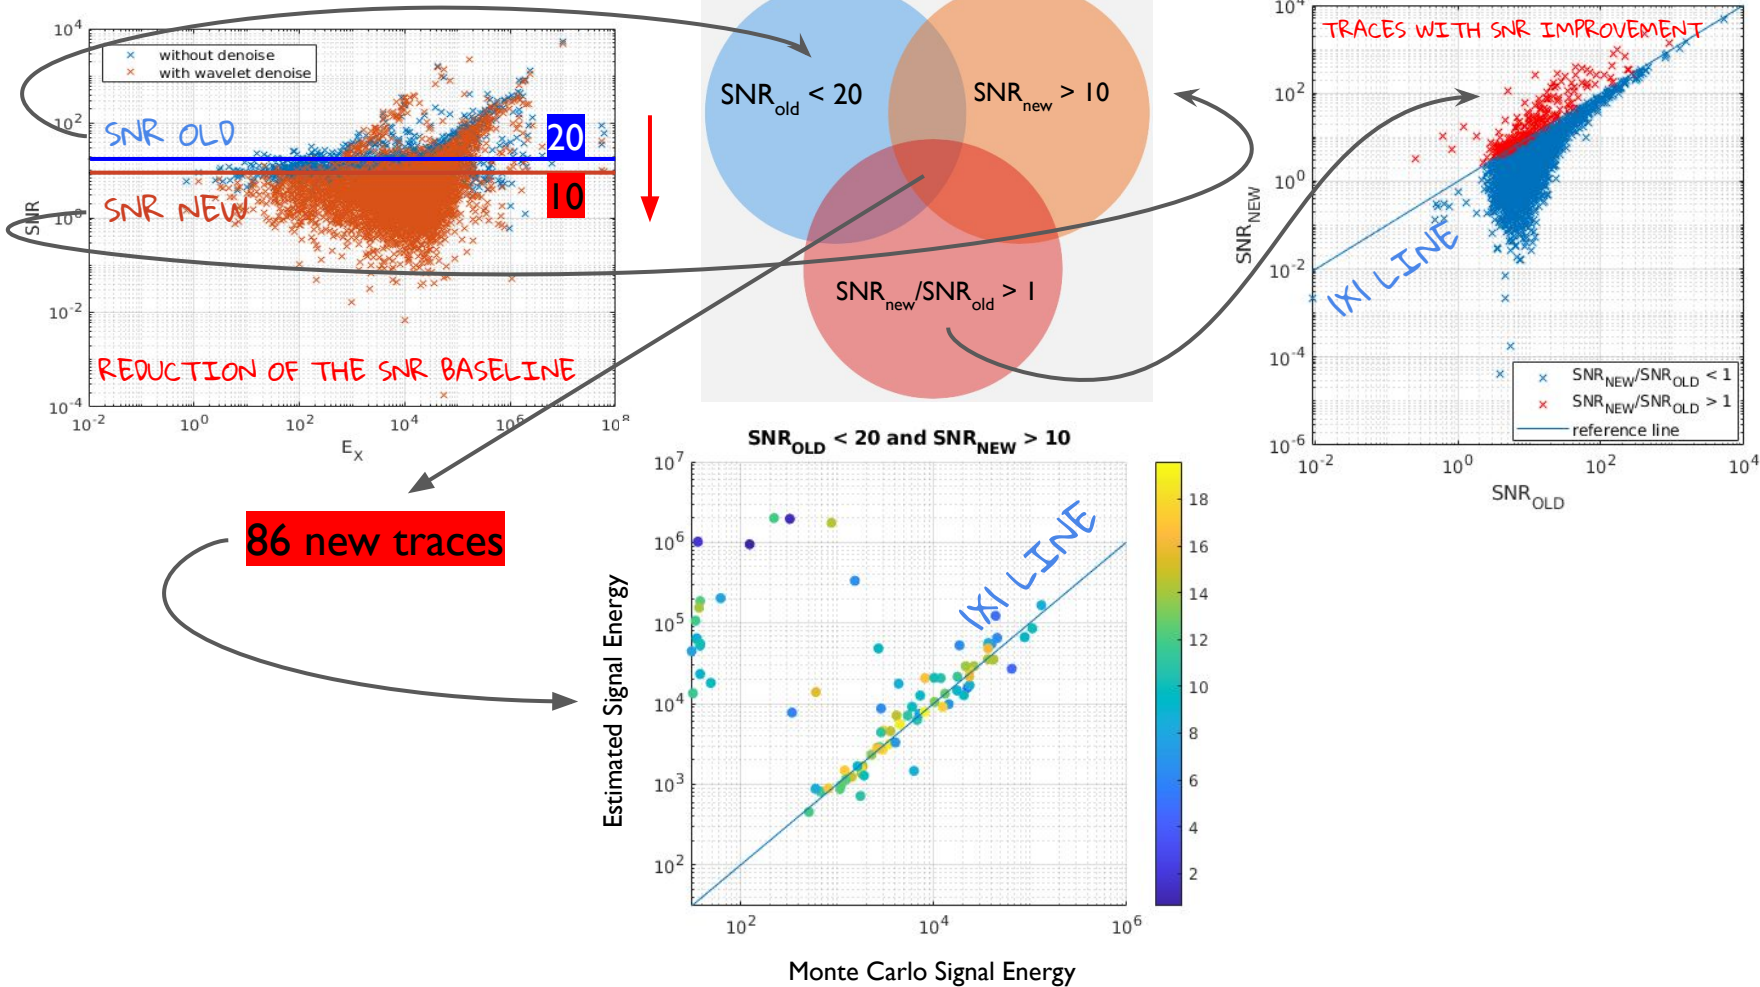 without denoise
with wavelet denoise
SNR OLD
20
SNR NEW
10
REDUCTION OF THE SNR BASELINE
SNR
10^4
10^2
10^0
10^-2
10^-4
10^-2
10^0
10^2
10^4
10^6
10^8
E_X
SNR_old < 20
SNR_new > 10
SNR_new/SNR_old > 1
TRACES WITH SNR IMPROVEMENT
1X1 LINE
SNR_NEW
10^4
10^2
10^0
10^-2
10^-4
10^-6
SNR_NEW/SNR_OLD < 1
SNR_NEW/SNR_OLD > 1
reference line
10^-2
10^0
10^2
10^4
SNR_OLD
86 new traces
SNR_OLD < 20 and SNR_NEW > 10
1X1 LINE
Estimated Signal Energy
10^7
10^6
10^5
10^4
10^3
10^2
10^2
10^4
10^6
18
16
14
12
10
8
6
4
2
Monte Carlo Signal Energy